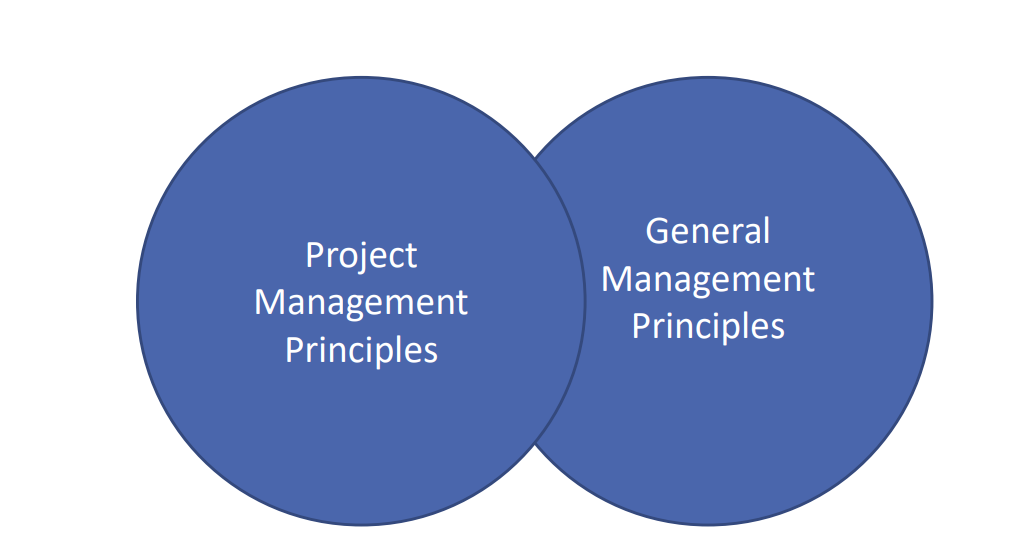 Project
Management
Principles
General
Management
Principles